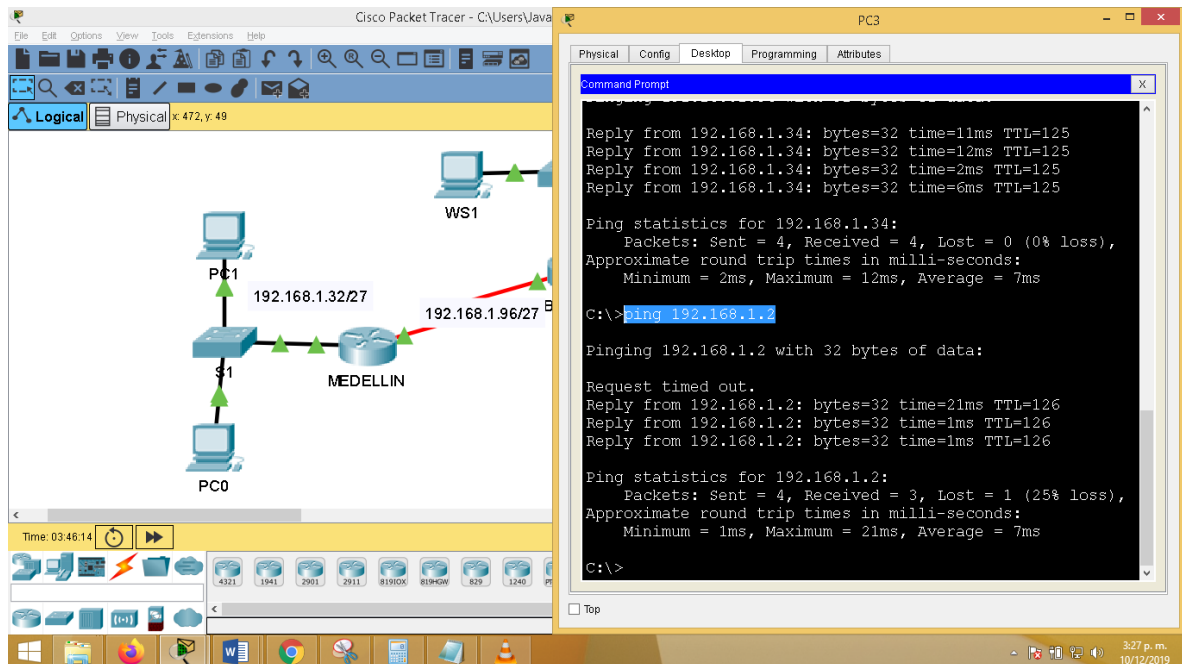 Cisco Packet Tracer - C:\Users\Java
File Edit Options View Tools Extensions Help
Logical Physical x: 472, y: 49
WS1
PC1
192.168.1.32/27
192.168.1.96/27
B
S1
MEDELLIN
PC0
Time: 03:46:14
4321 1941 2901 2911 819IOX 819HGW 829 1240
PC3
Physical Config Desktop Programming Attributes
Command Prompt X
Reply from 192.168.1.34: bytes=32 time=11ms TTL=125
Reply from 192.168.1.34: bytes=32 time=12ms TTL=125
Reply from 192.168.1.34: bytes=32 time=2ms TTL=125
Reply from 192.168.1.34: bytes=32 time=6ms TTL=125
Ping statistics for 192.168.1.34:
Packets: Sent = 4, Received = 4, Lost = 0 (0% loss),
Approximate round trip times in milli-seconds:
Minimum = 2ms, Maximum = 12ms, Average = 7ms
C:\>ping 192.168.1.2
Pinging 192.168.1.2 with 32 bytes of data:
Request timed out.
Reply from 192.168.1.2: bytes=32 time=21ms TTL=126
Reply from 192.168.1.2: bytes=32 time=1ms TTL=126
Reply from 192.168.1.2: bytes=32 time=1ms TTL=126
Ping statistics for 192.168.1.2:
Packets: Sent = 4, Received = 3, Lost = 1 (25% loss),
Approximate round trip times in milli-seconds:
Minimum = 1ms, Maximum = 21ms, Average = 7ms
C:\>
Top
3:27 p. m.
10/12/2019